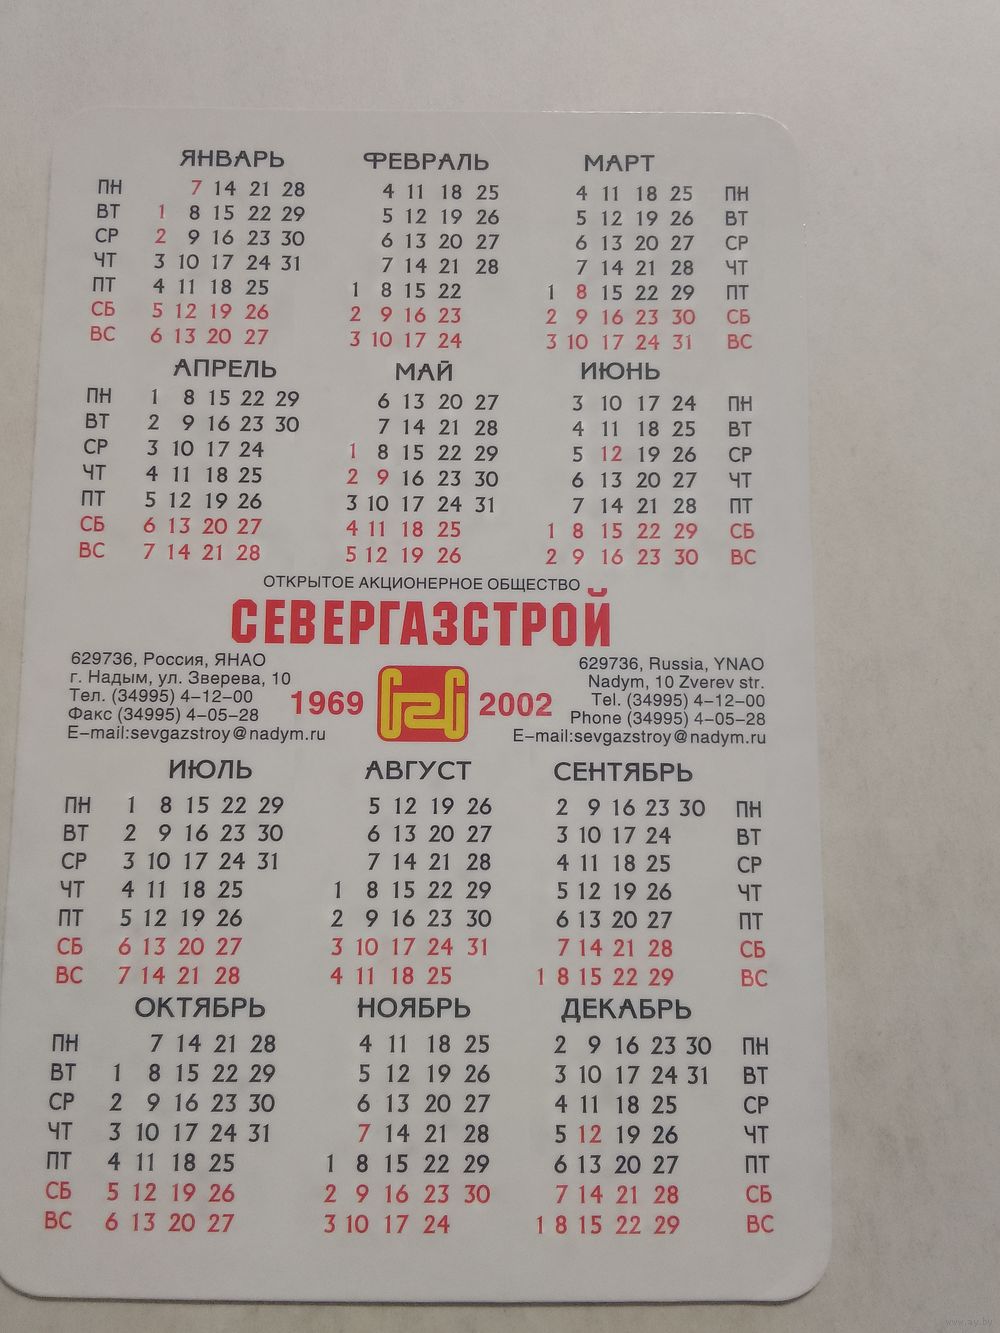 ЯНВАРЬ ФЕВРАЛЬ МАРТ
ПН 7 14 21 28 4 11 18 25 4 11 18 25 ПН
ВТ 1 8 15 22 29 5 12 19 26 5 12 19 26 ВТ
СР 2 9 16 23 30 6 13 20 27 6 13 20 27 СР
ЧТ 3 10 17 24 31 7 14 21 28 7 14 21 28 ЧТ
ПТ 4 11 18 25 1 8 15 22 1 8 15 22 29 ПТ
СБ 5 12 19 26 2 9 16 23 2 9 16 23 30 СБ
ВС 6 13 20 27 3 10 17 24 3 10 17 24 31 ВС
АПРЕЛЬ МАЙ ИЮНЬ
ПН 1 8 15 22 29 6 13 20 27 3 10 17 24 ПН
ВТ 2 9 16 23 30 7 14 21 28 4 11 18 25 ВТ
СР 3 10 17 24 1 8 15 22 29 5 12 19 26 СР
ЧТ 4 11 18 25 2 9 16 23 30 6 13 20 27 ЧТ
ПТ 5 12 19 26 3 10 17 24 31 7 14 21 28 ПТ
СБ 6 13 20 27 4 11 18 25 1 8 15 22 29 СБ
ВС 7 14 21 28 5 12 19 26 2 9 16 23 30 ВС
ОТКРЫТОЕ АКЦИОНЕРНОЕ ОБЩЕСТВО
СЕВЕРГАЗСТРОЙ
629736, Россия, ЯНАО
г. Надым, ул. Зверева, 10
Тел. (34995) 4-12-00
Факс (34995) 4-05-28
E-mail:sevgazstroy@nadym.ru
1969 2002
629736, Russia, YNAO
Nadym, 10 Zverev str.
Tel. (34995) 4-12-00
Phone (34995) 4-05-28
E-mail:sevgazstroy@nadym.ru
ИЮЛЬ АВГУСТ СЕНТЯБРЬ
ПН 1 8 15 22 29 5 12 19 26 2 9 16 23 30 ПН
ВТ 2 9 16 23 30 6 13 20 27 3 10 17 24 ВТ
СР 3 10 17 24 31 7 14 21 28 4 11 18 25 СР
ЧТ 4 11 18 25 1 8 15 22 29 5 12 19 26 ЧТ
ПТ 5 12 19 26 2 9 16 23 30 6 13 20 27 ПТ
СБ 6 13 20 27 3 10 17 24 31 7 14 21 28 СБ
ВС 7 14 21 28 4 11 18 25 1 8 15 22 29 ВС
ОКТЯБРЬ НОЯБРЬ ДЕКАБРЬ
ПН 7 14 21 28 4 11 18 25 2 9 16 23 30 ПН
ВТ 1 8 15 22 29 5 12 19 26 3 10 17 24 31 ВТ
СР 2 9 16 23 30 6 13 20 27 4 11 18 25 СР
ЧТ 3 10 17 24 31 7 14 21 28 5 12 19 26 ЧТ
ПТ 4 11 18 25 1 8 15 22 29 6 13 20 27 ПТ
СБ 5 12 19 26 2 9 16 23 30 7 14 21 28 СБ
ВС 6 13 20 27 3 10 17 24 1 8 15 22 29 ВС
www.ay.by